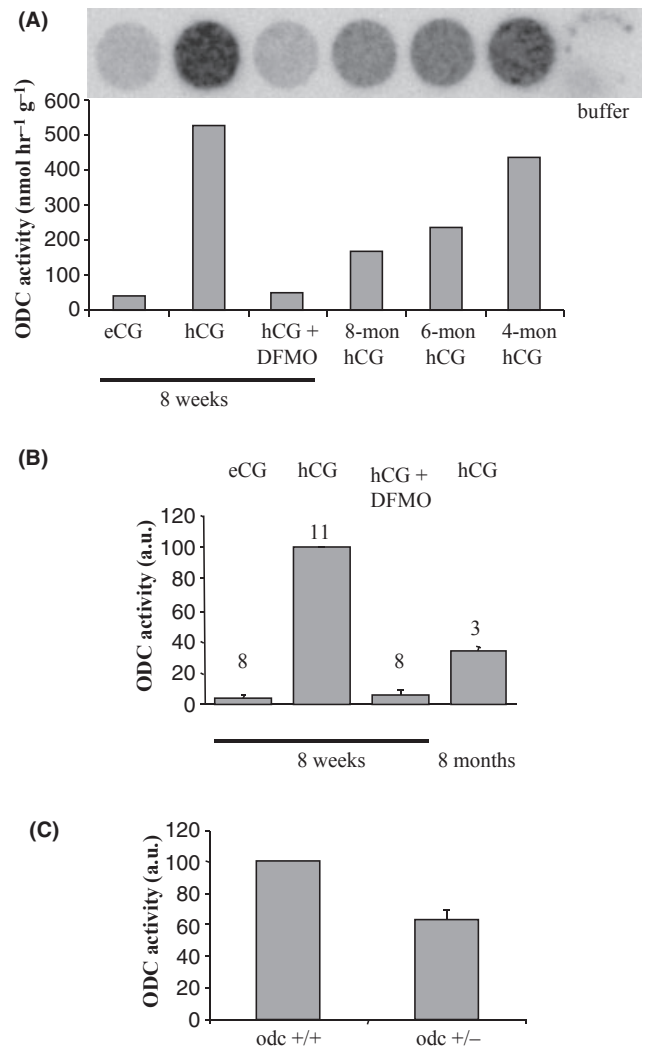 (A)
buffer
ODC activity (nmol hr⁻¹ g⁻¹)
600
500
400
300
200
100
0
eCG hCG hCG + 8-mon 6-mon 4-mon
DFMO hCG hCG hCG
8 weeks
(B)
eCG hCG hCG + hCG
DFMO
ODC activity (a.u.)
120
100
80
60
40
20
0
8 11 8 3
8 weeks 8 months
(C)
ODC activity (a.u.)
120
100
80
60
40
20
0
odc +/+ odc +/–